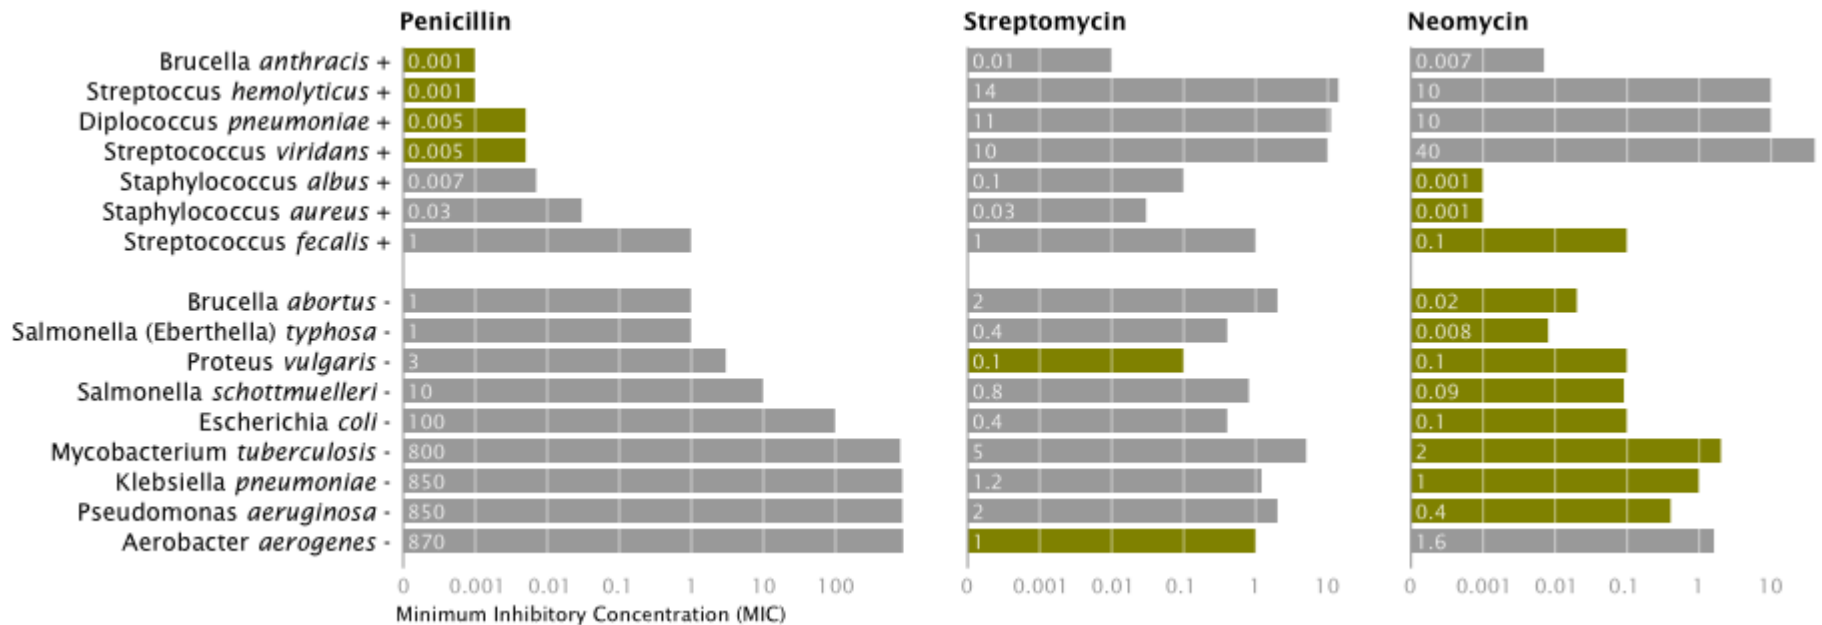 Penicillin Streptomycin Neomycin
Brucella anthracis + 0.001 0.01 0.007
Streptoccus hemolyticus + 0.001 14 10
Diplococcus pneumoniae + 0.005 11 10
Streptococcus viridans + 0.005 10 40
Staphylococcus albus + 0.007 0.1 0.001
Staphylococcus aureus + 0.03 0.03 0.001
Streptococcus fecalis + 1 1 0.1
Brucella abortus - 1 2 0.02
Salmonella (Eberthella) typhosa - 1 0.4 0.008
Proteus vulgaris - 3 0.1 0.1
Salmonella schottmuelleri - 10 0.8 0.09
Escherichia coli - 100 0.4 0.1
Mycobacterium tuberculosis - 800 5 2
Klebsiella pneumoniae - 850 1.2 1
Pseudomonas aeruginosa - 850 2 0.4
Aerobacter aerogenes - 870 1 1.6
0 0.001 0.01 0.1 1 10 100 0 0.001 0.01 0.1 1 10 0 0.001 0.01 0.1 1 10
Minimum Inhibitory Concentration (MIC)